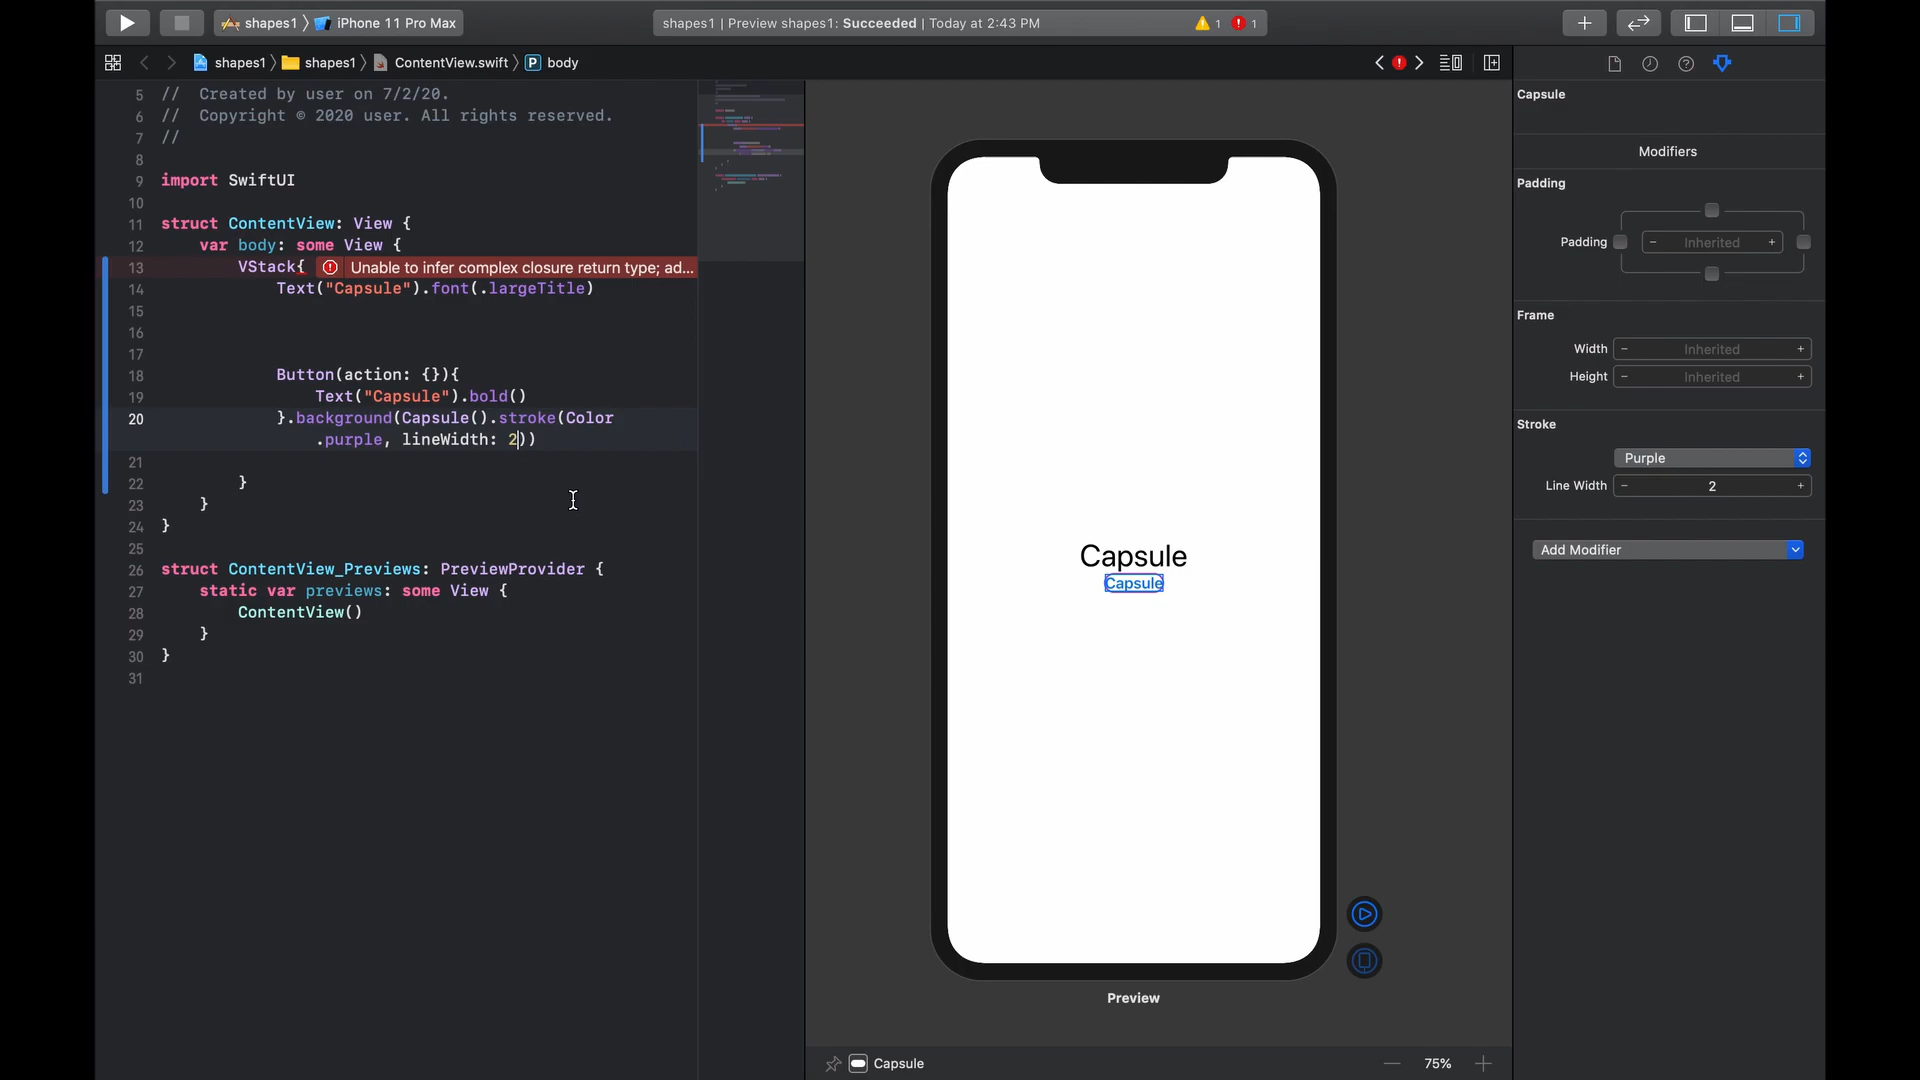 shapes1 iPhone 11 Pro Max
shapes1 | Preview shapes1: Succeeded | Today at 2:43 PM 1 1
shapes1 shapes1 ContentView.swift P body
5 // Created by user on 7/2/20.
6 // Copyright © 2020 user. All rights reserved.
7 //
8
9 import SwiftUI
10
11 struct ContentView: View {
12 var body: some View {
13 VStack{ Unable to infer complex closure return type; ad...
14 Text("Capsule").font(.largeTitle)
15
16
17
18 Button(action: {}){
19 Text("Capsule").bold()
20 }.background(Capsule().stroke(Color
.purple, lineWidth: 2))
21
22 }
23 }
24 }
25
26 struct ContentView_Previews: PreviewProvider {
27 static var previews: some View {
28 ContentView()
29 }
30 }
31
Capsule
Capsule
Preview
Capsule
75%
Capsule
Modifiers
Padding
Padding − Inherited +
Frame
Width − Inherited +
Height − Inherited +
Stroke
Purple
Line Width − 2 +
Add Modifier